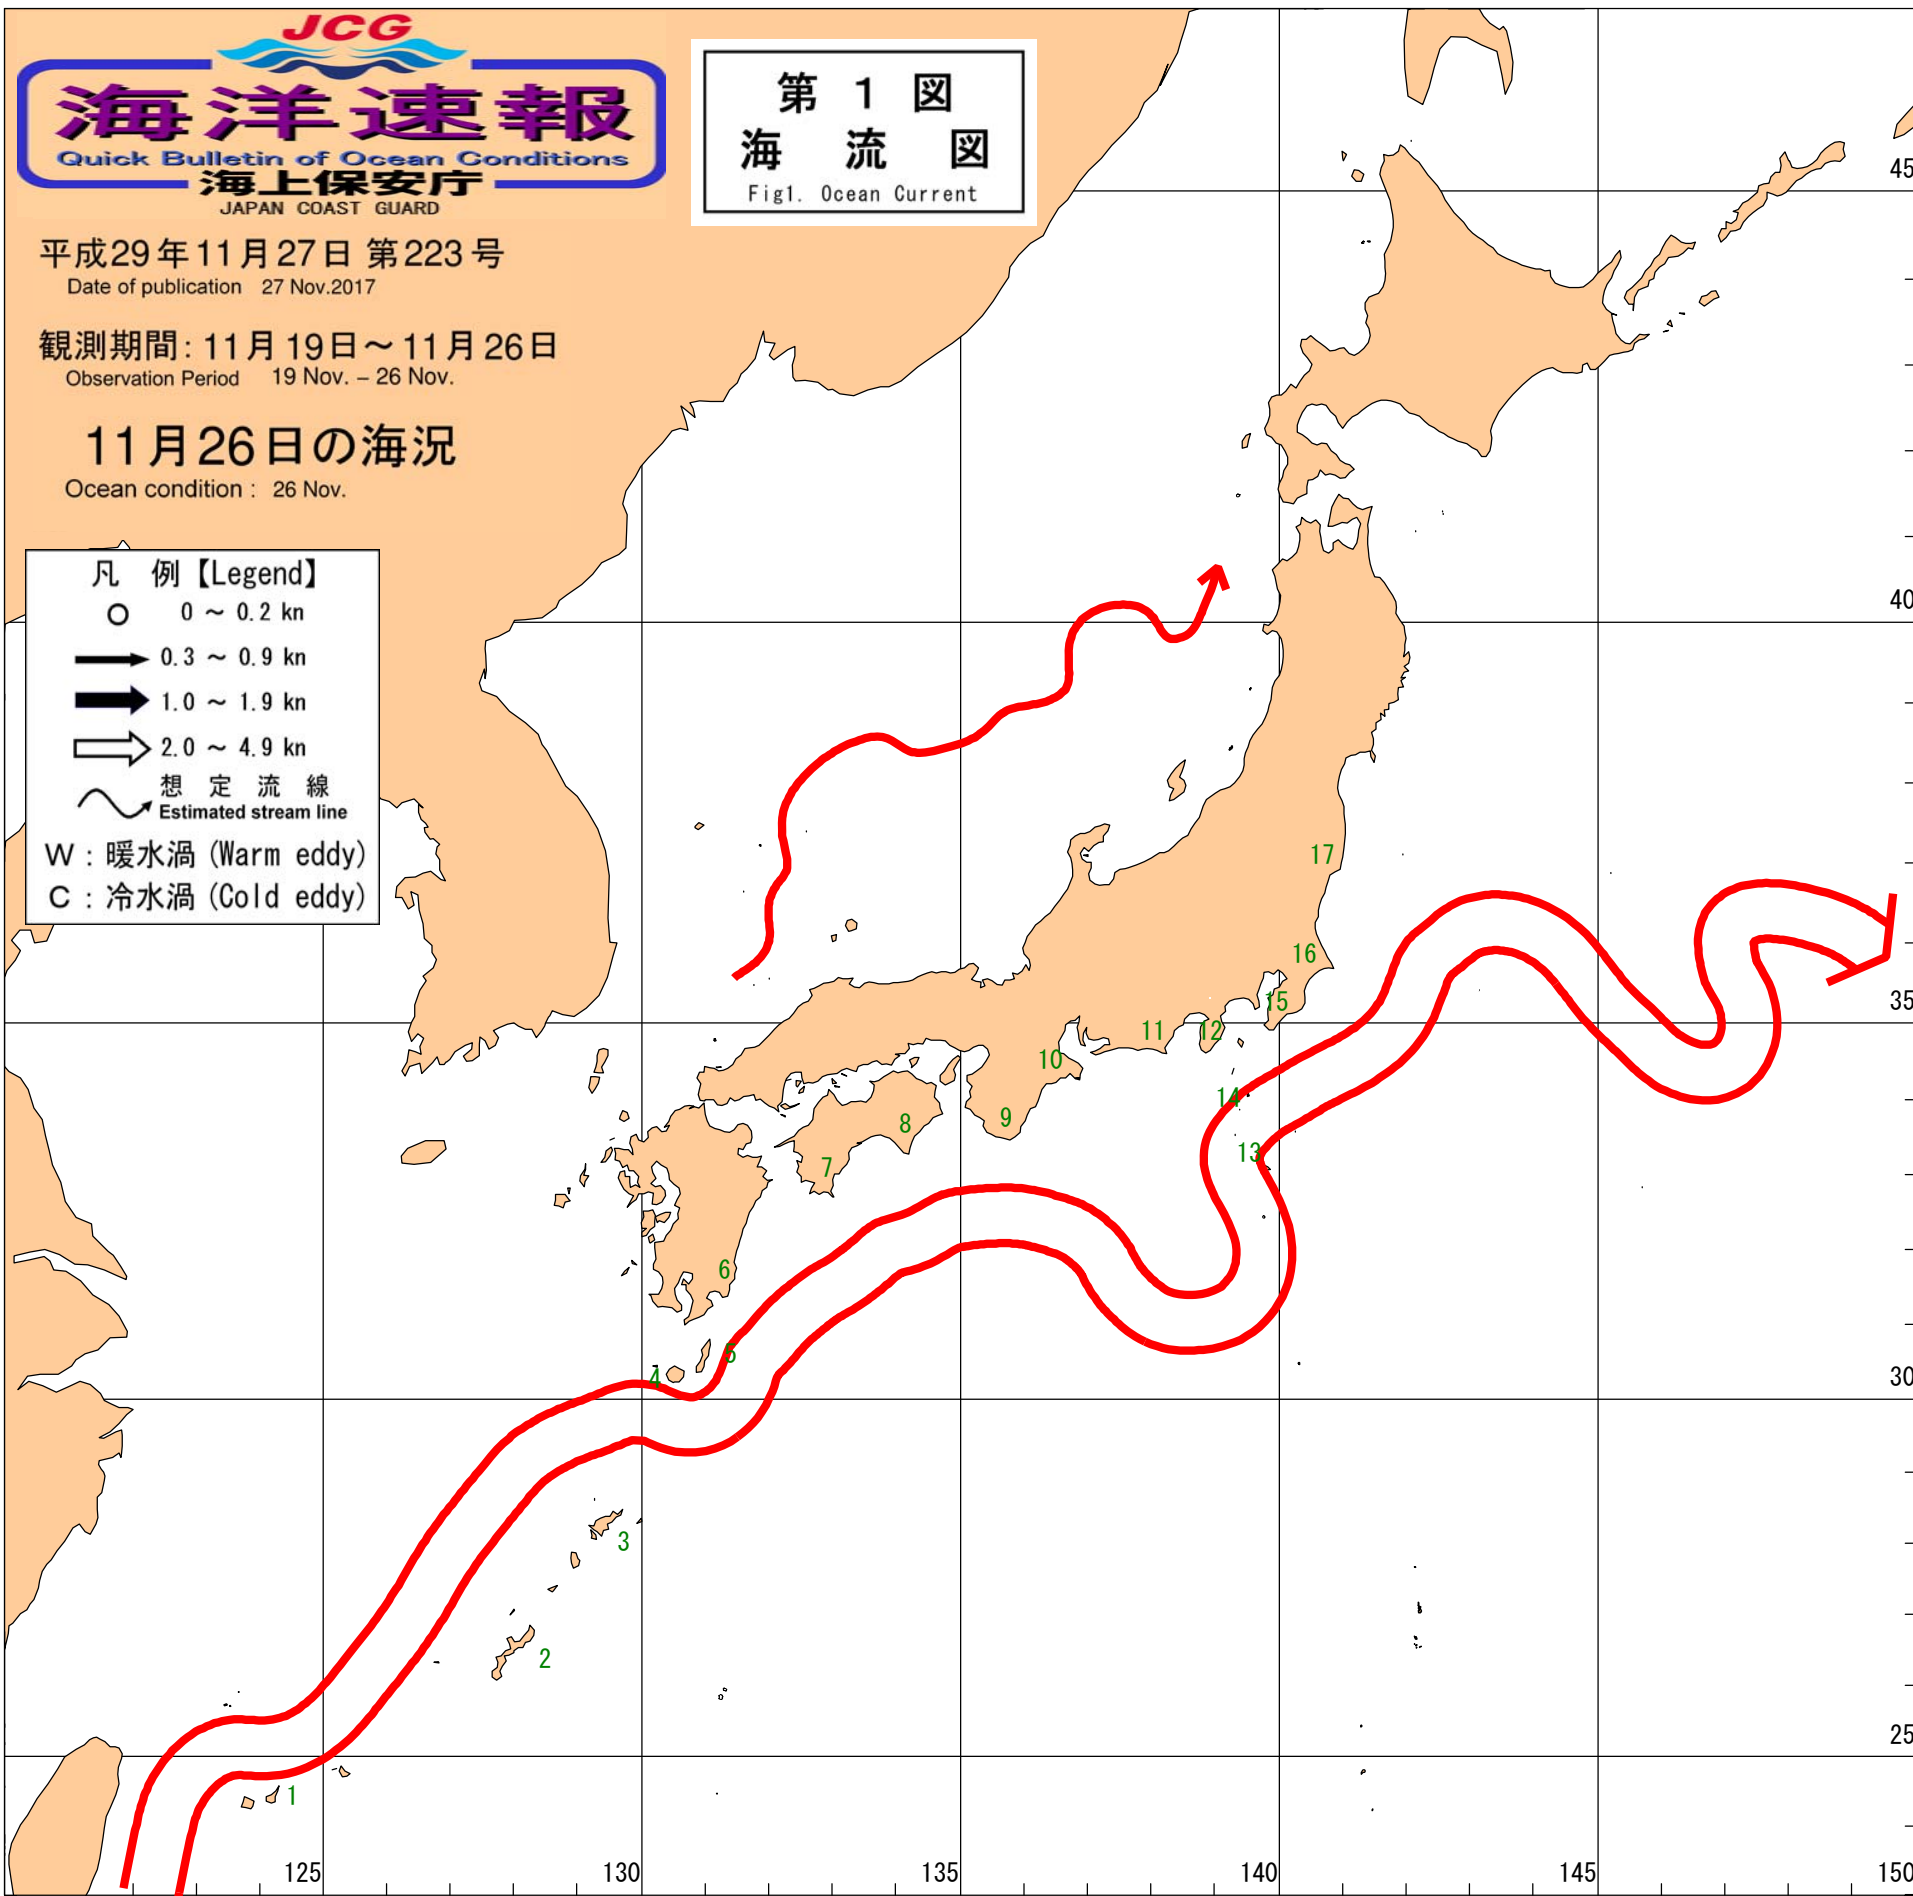 JCG
海洋速報
Quick Bulletin of Ocean Conditions
海上保安庁
JAPAN COAST GUARD
第 1 図
海 流 図
Fig1. Ocean Current
平成29年11月27日 第223号
Date of publication 27 Nov.2017
観測期間: 11月19日～11月26日
Observation Period 19 Nov. – 26 Nov.
11月26日の海況
Ocean condition : 26 Nov.
凡 例【Legend】
0 ～ 0.2 kn
0.3 ～ 0.9 kn
1.0 ～ 1.9 kn
2.0 ～ 4.9 kn
想 定 流 線
Estimated stream line
W : 暖水渦 (Warm eddy)
C : 冷水渦 (Cold eddy)
45
40
35
30
25
17
16
15
14
13
12
11
10
9
8
7
6
5
4
3
2
1
125
130
135
140
145
150